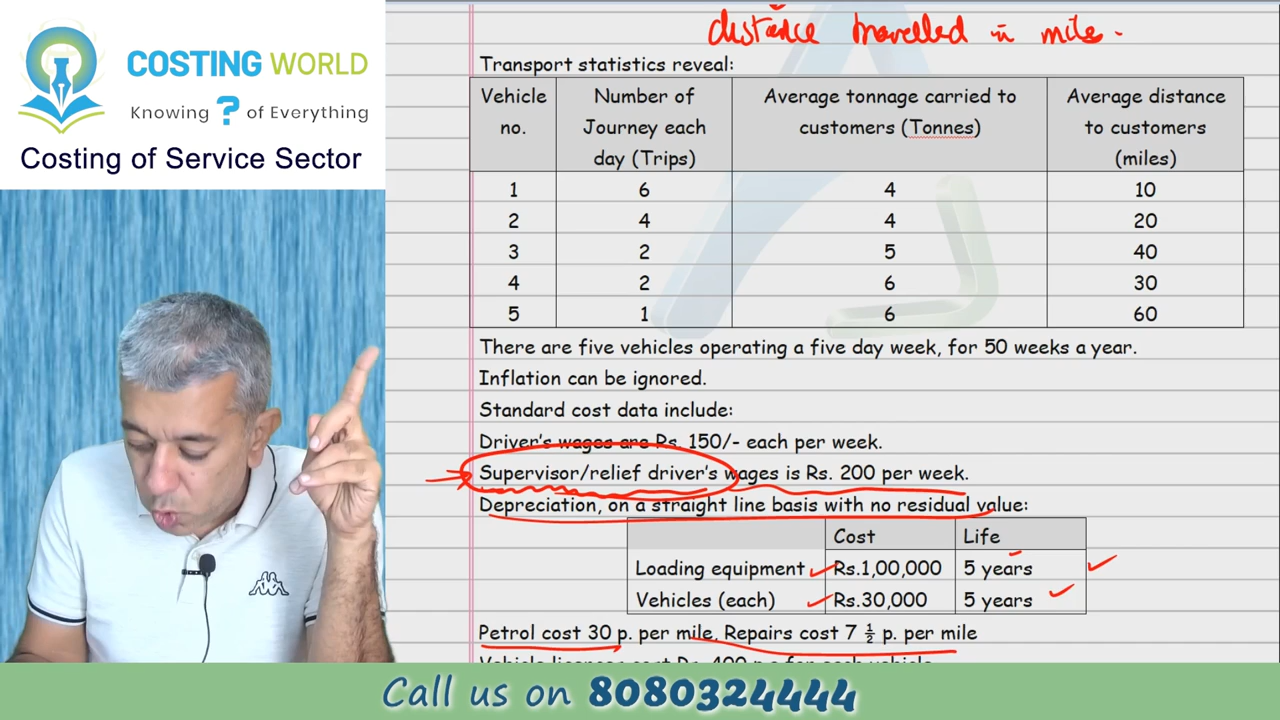 COSTING WORLD
Knowing ? of Everything
Costing of Service Sector
distance travelled in mile.
Transport statistics reveal:
Vehicle no. Number of Journey each day (Trips) Average tonnage carried to customers (Tonnes) Average distance to customers (miles)
1 6 4 10
2 4 4 20
3 2 5 40
4 2 6 30
5 1 6 60
There are five vehicles operating a five day week, for 50 weeks a year.
Inflation can be ignored.
Standard cost data include:
Driver's wages are Rs. 150/- each per week.
Supervisor/relief driver's wages is Rs. 200 per week.
Depreciation, on a straight line basis with no residual value:
Cost Life
Loading equipment Rs.1,00,000 5 years
Vehicles (each) Rs.30,000 5 years
Petrol cost 30 p. per mile. Repairs cost 7 ½ p. per mile
Call us on 8080324444